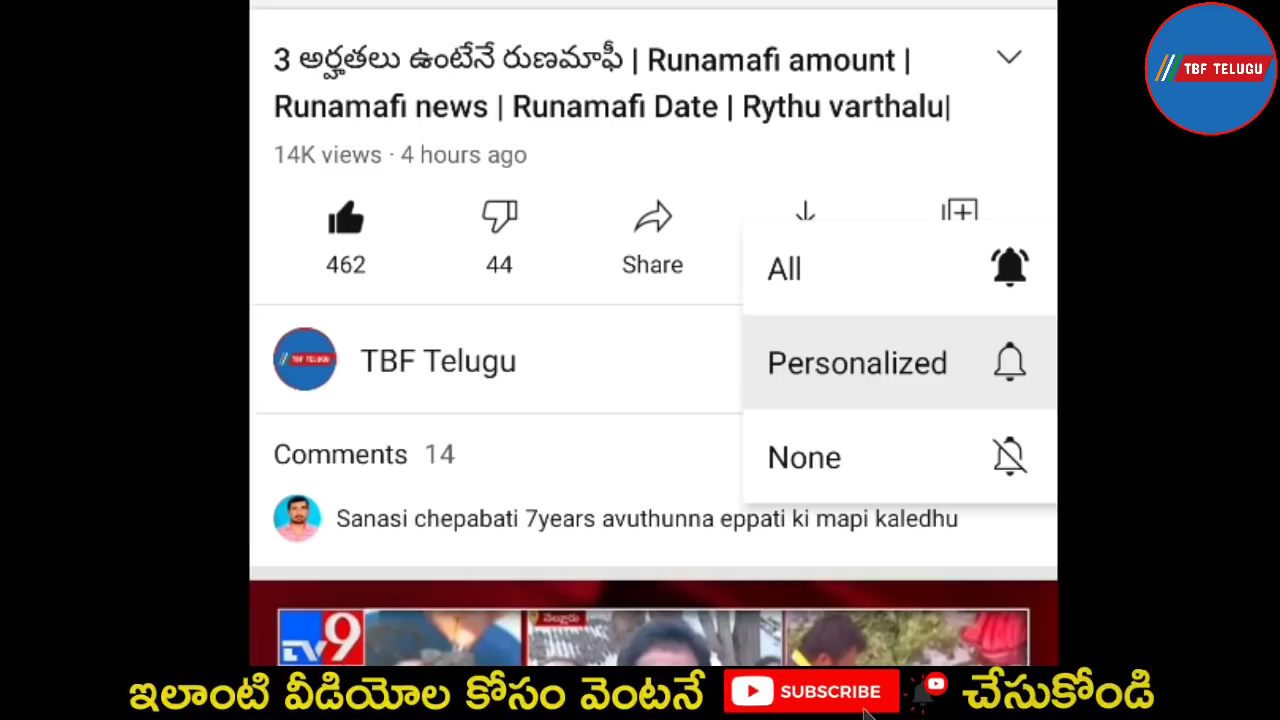 3 అర్హతలు ఉంటేనే రుణమాఫీ | Runamafi amount |
Runamafi news | Runamafi Date | Rythu varthalu|
14K views · 4 hours ago
462
44
Share
All
Personalized
None
TBF Telugu
Comments 14
Sanasi chepabati 7years avuthunna eppati ki mapi kaledhu
TV9
నెల్లూరు
ఇలాంటి వీడియోల కోసం వెంటనే SUBSCRIBE చేసుకోండి
TBF TELUGU
TBF TELUGU